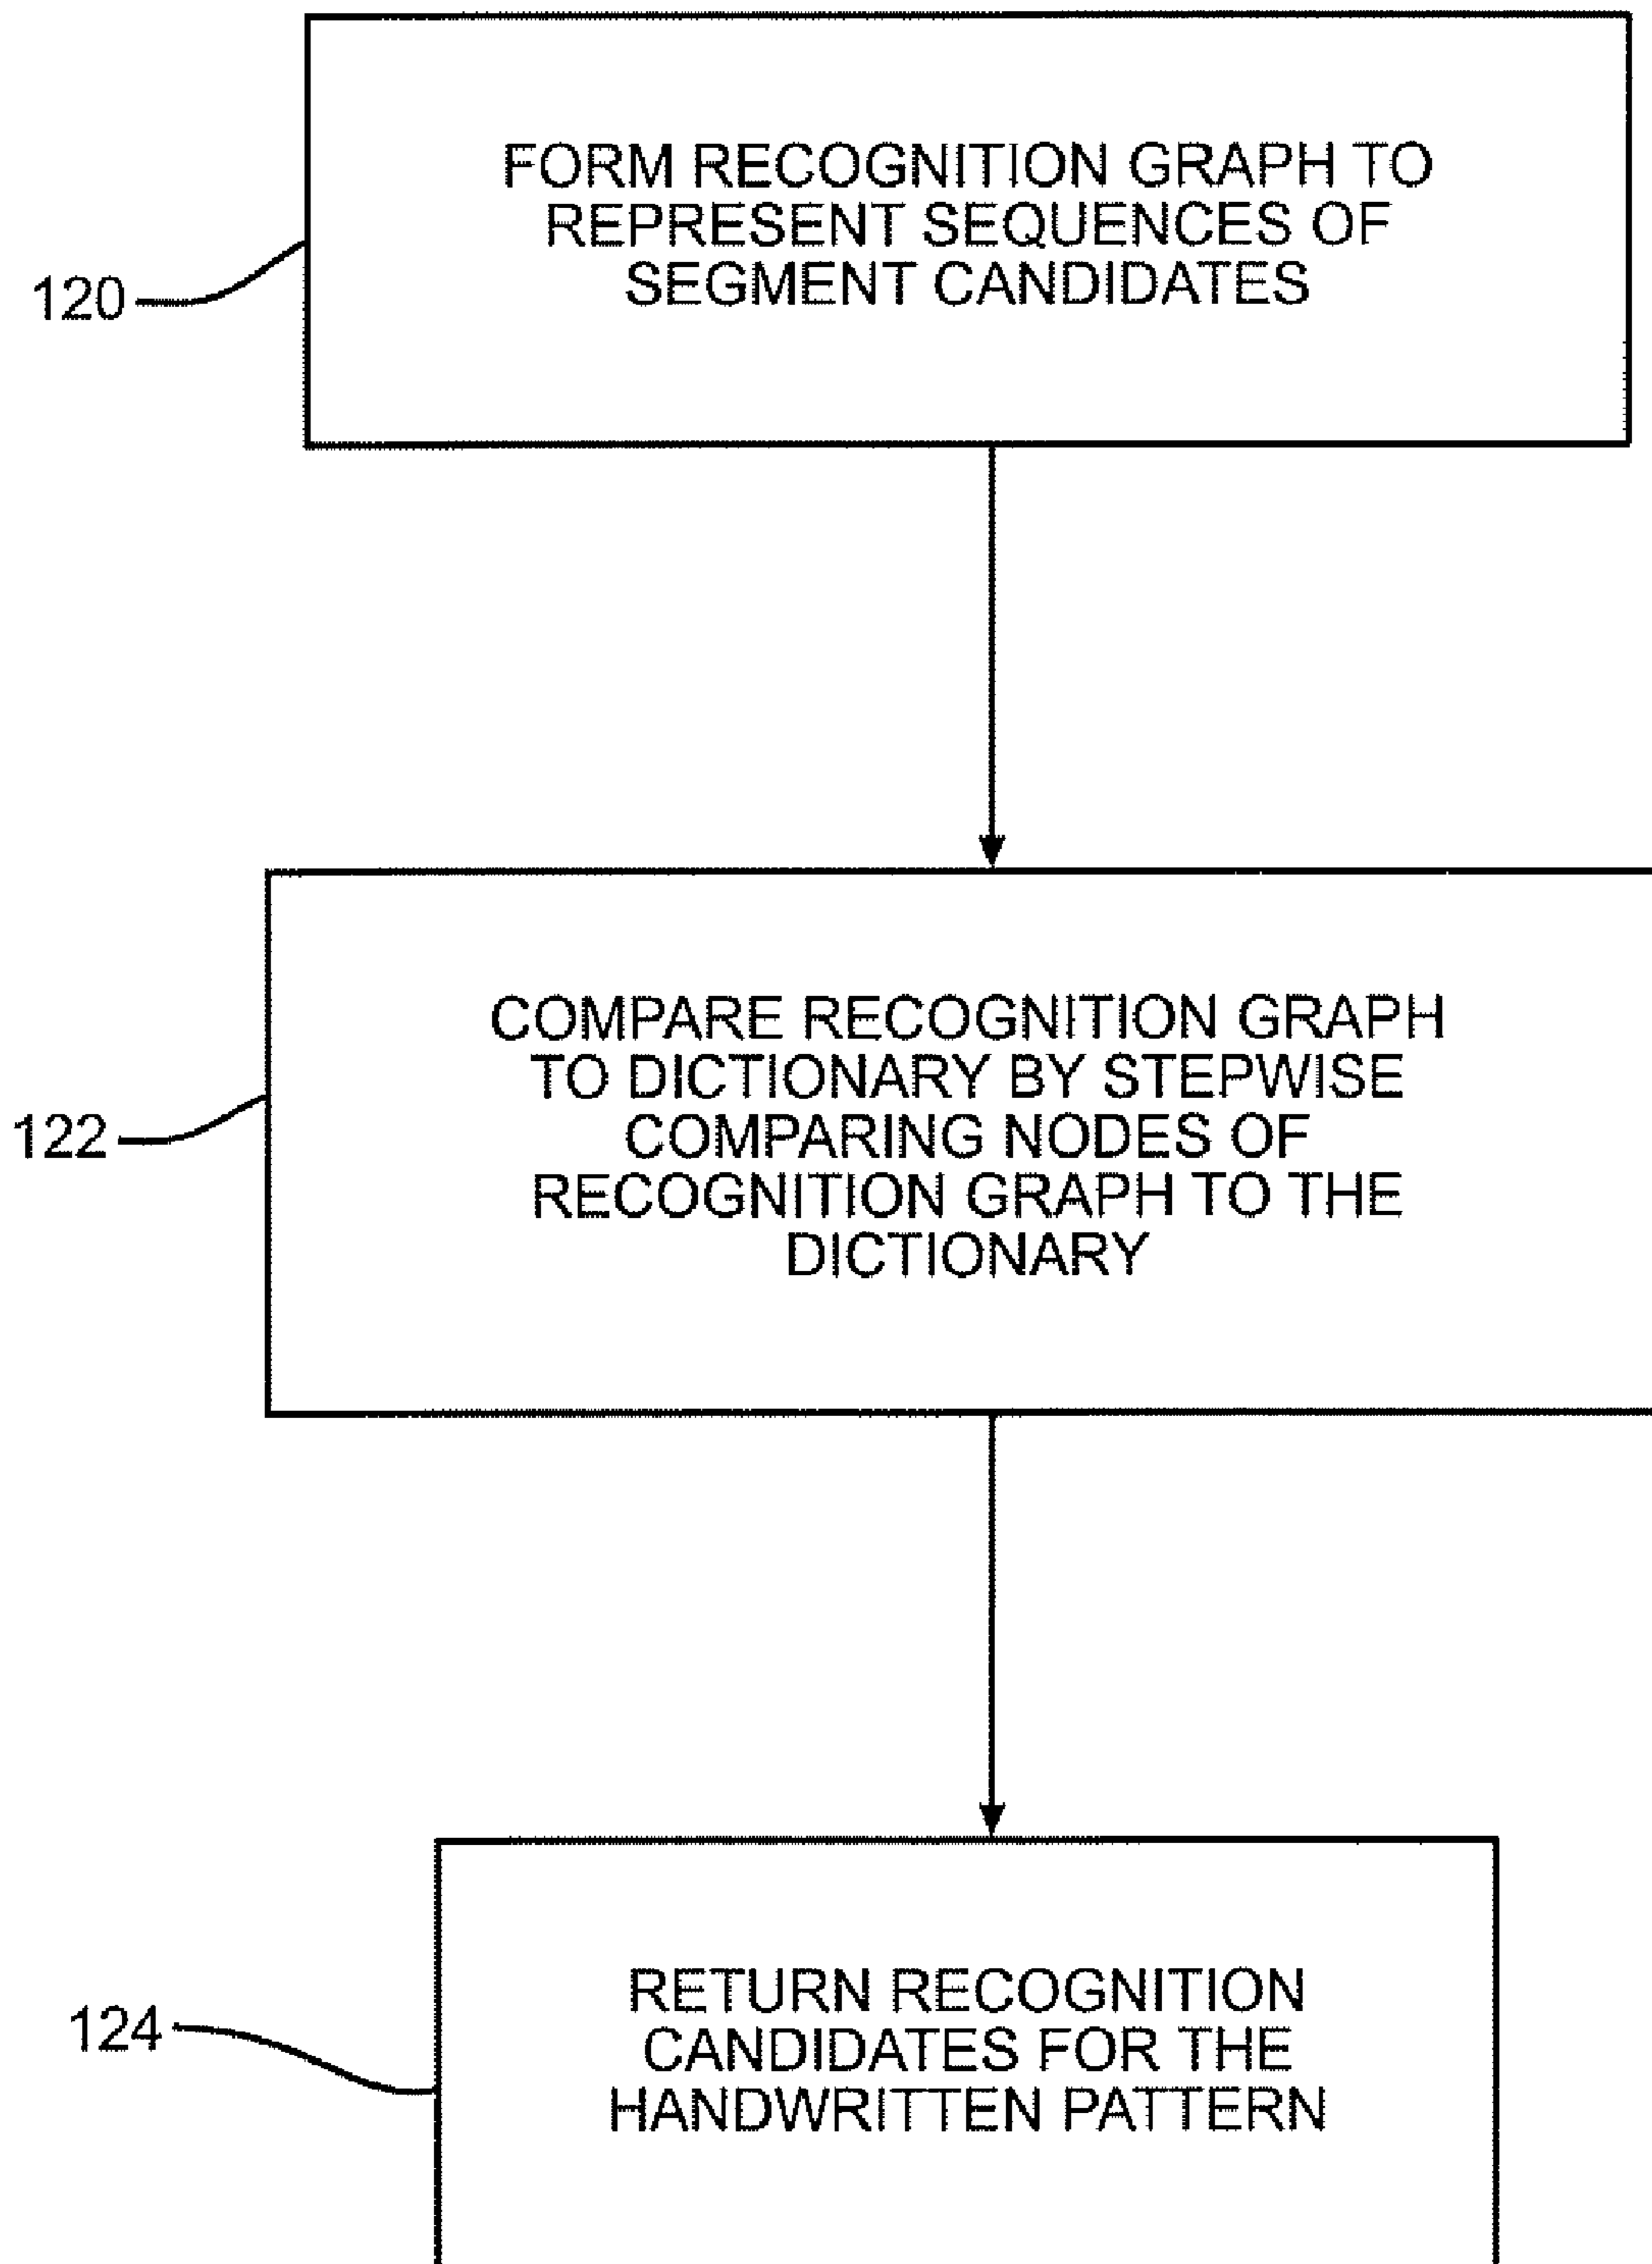 FORM RECOGNITION GRAPH TO
REPRESENT SEQUENCES OF
SEGMENT CANDIDATES
120
COMPARE RECOGNITION GRAPH
TO DICTIONARY BY STEPWISE
COMPARING NODES OF
RECOGNITION GRAPH TO THE
DICTIONARY
122
RETURN RECOGNITION
CANDIDATES FOR THE
HANDWRITTEN PATTERN
124